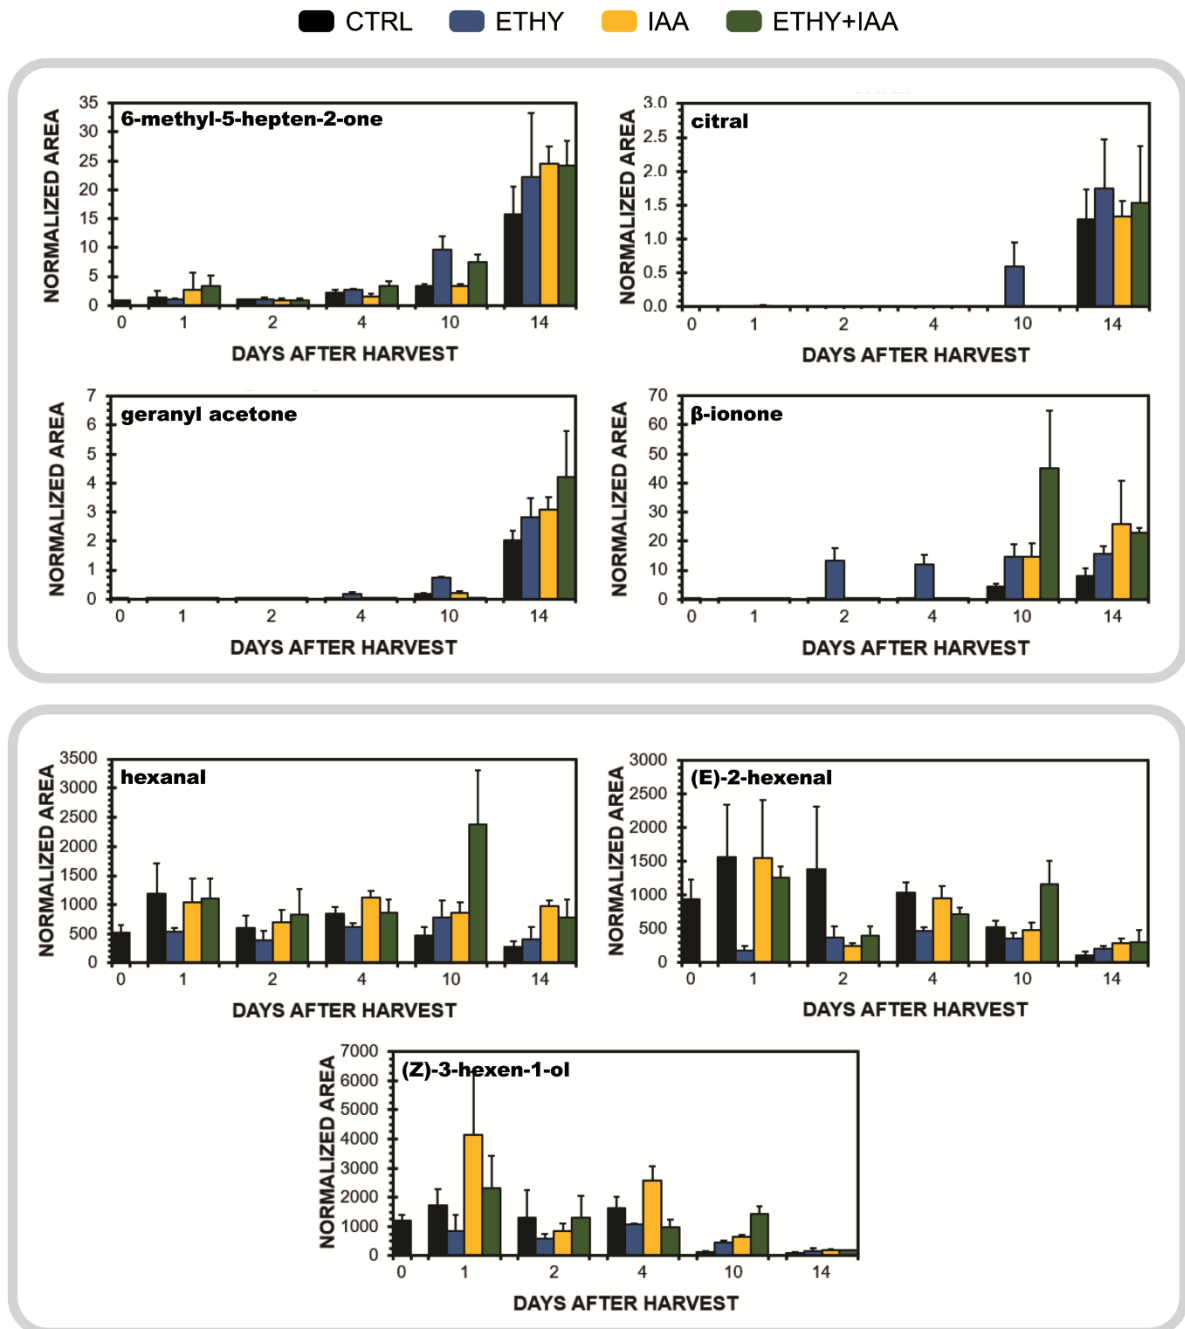 CTRL ETHY IAA ETHY+IAA
6-methyl-5-hepten-2-one
NORMALIZED AREA
35
30
25
20
15
10
5
0
0 1 2 4 10 14
DAYS AFTER HARVEST
citral
NORMALIZED AREA
3.0
2.5
2.0
1.5
1.0
0.5
0.0
0 1 2 4 10 14
DAYS AFTER HARVEST
geranyl acetone
NORMALIZED AREA
7
6
5
4
3
2
1
0
0 1 2 4 10 14
DAYS AFTER HARVEST
β-ionone
NORMALIZED AREA
70
60
50
40
30
20
10
0
0 1 2 4 10 14
DAYS AFTER HARVEST
hexanal
NORMALIZED AREA
3500
3000
2500
2000
1500
1000
500
0
0 1 2 4 10 14
DAYS AFTER HARVEST
(E)-2-hexenal
NORMALIZED AREA
3000
2500
2000
1500
1000
500
0
0 1 2 4 10 14
DAYS AFTER HARVEST
(Z)-3-hexen-1-ol
NORMALIZED AREA
7000
6000
5000
4000
3000
2000
1000
0
0 1 2 4 10 14
DAYS AFTER HARVEST